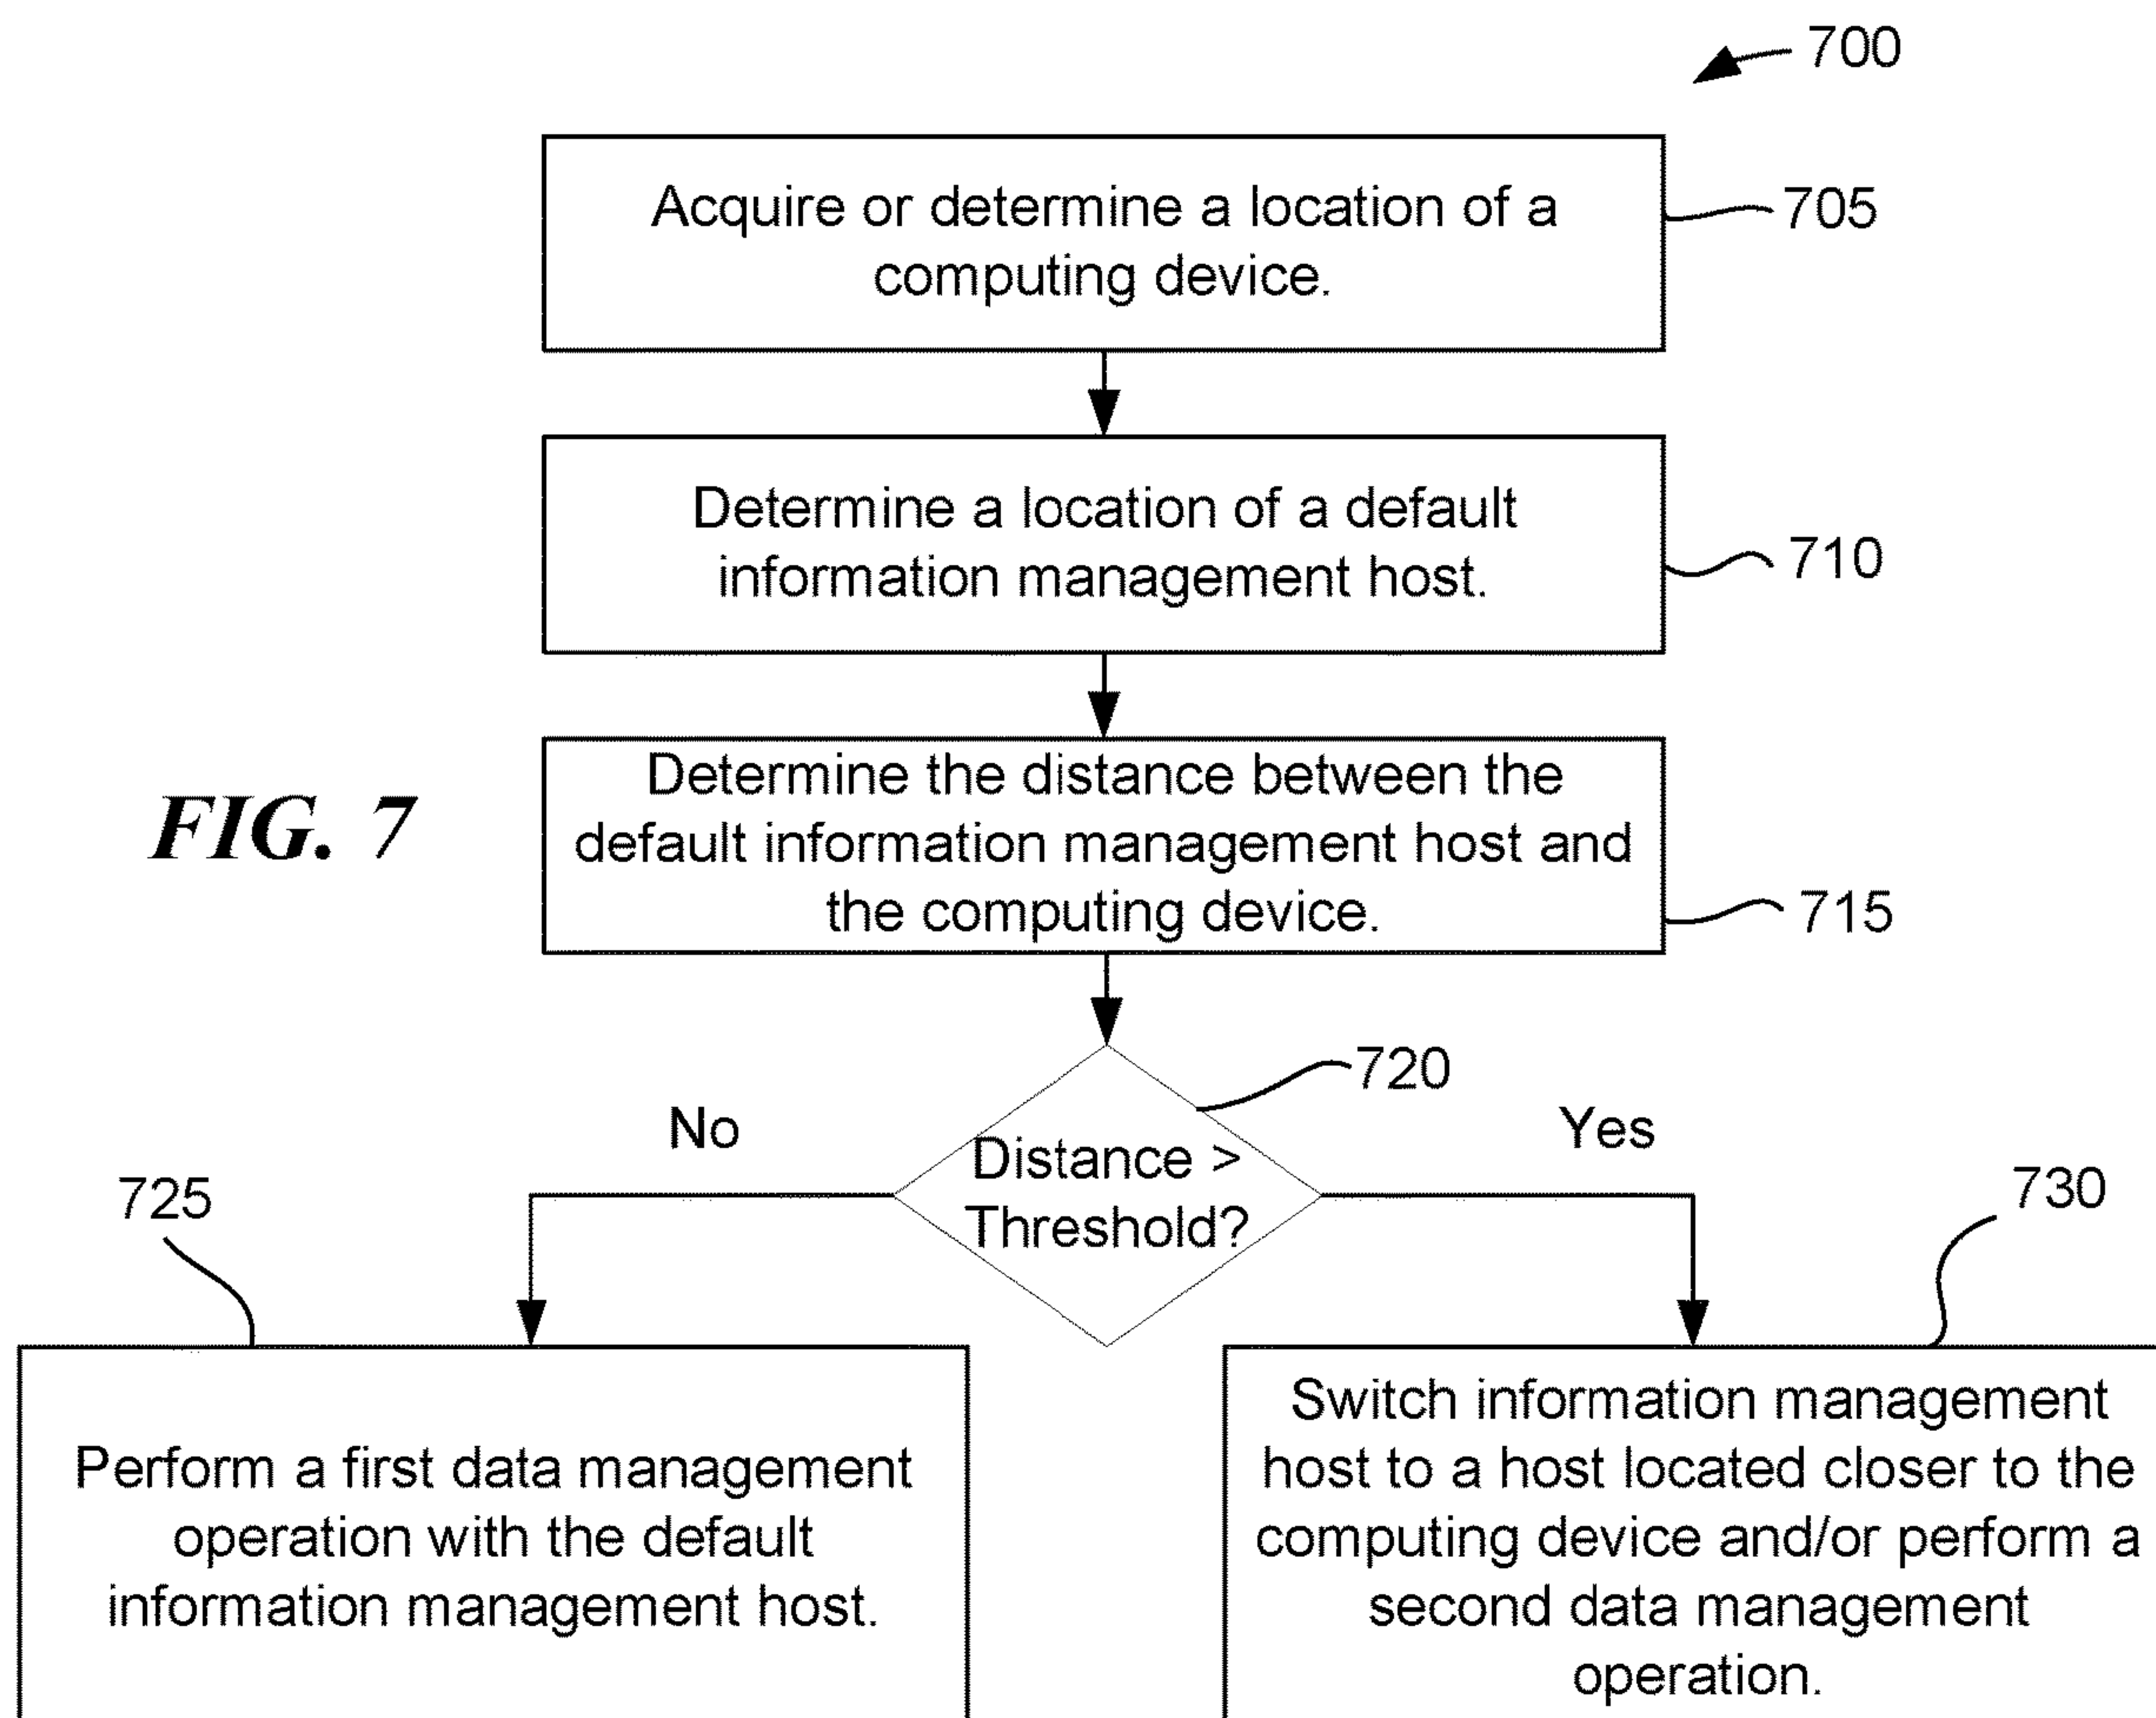 700
Acquire or determine a location of a
computing device.
705
Determine a location of a default
information management host.
710
Determine the distance between the
default information management host and
the computing device.
715
FIG. 7
720
Distance >
Threshold?
No
Yes
725
730
Perform a first data management
operation with the default
information management host.
Switch information management
host to a host located closer to the
computing device and/or perform a
second data management
operation.